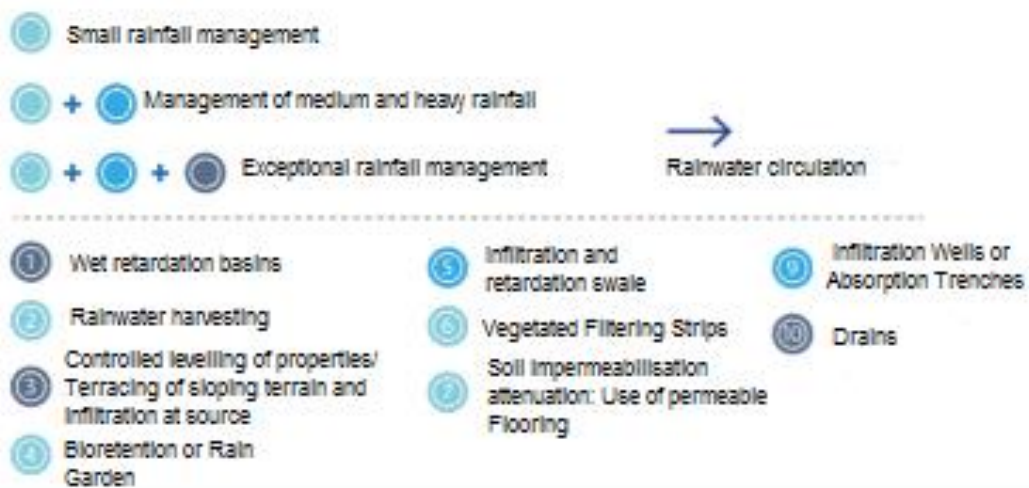 Small rainfall management
+ Management of medium and heavy rainfall
+ + Exceptional rainfall management
Rainwater circulation
1 Wet retardation basins
2 Rainwater harvesting
3 Controlled levelling of properties/
Terracing of sloping terrain and
infiltration at source
4 Bioretention or Rain
Garden
5 Infiltration and
retardation swale
6 Vegetated Filtering Strips
7 Soil impermeabilisation
attenuation: Use of permeable
Flooring
9 Infiltration Wells or
Absorption Trenches
10 Drains